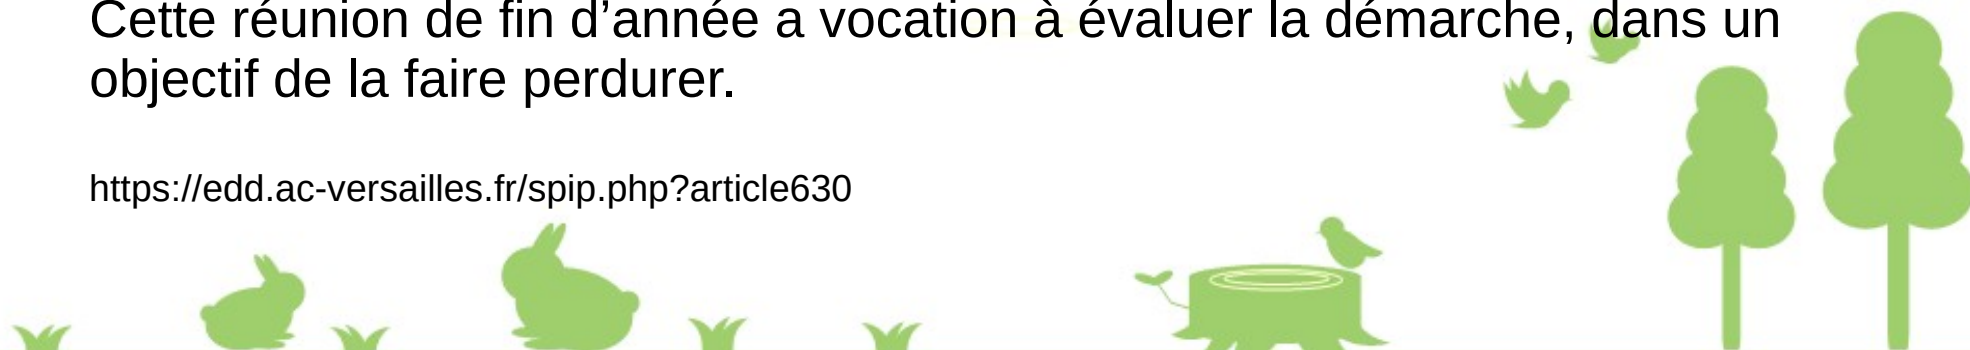 Cette réunion de fin d’année a vocation à évaluer la démarche, dans un
objectif de la faire perdurer.
https://edd.ac-versailles.fr/spip.php?article630